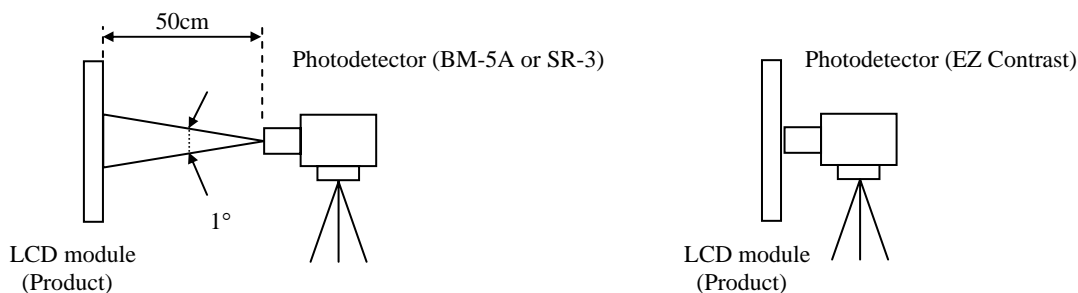 50cm
Photodetector (BM-5A or SR-3)
1°
LCD module
(Product)
Photodetector (EZ Contrast)
LCD module
(Product)